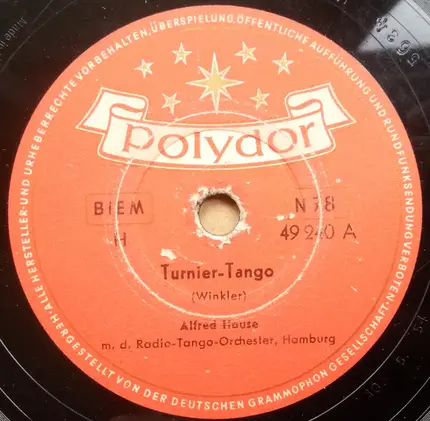 ALLE HERSTELLER-UND URHEBERRECHTE VORBEHALTEN, ÜBERSPIELUNG, ÖFFENTLICHE AUFFÜHRUNG UND RUNDFUNKSENDUNG VERBOTEN
polydor
BIEM
N 78
H
49 240 A
Turnier-Tango
(Winkler)
Alfred Hause
m. d. Radio-Tango-Orchester, Hamburg
HERGESTELLT VON DER DEUTSCHEN GRAMMOPHON GESELLSCHAFT